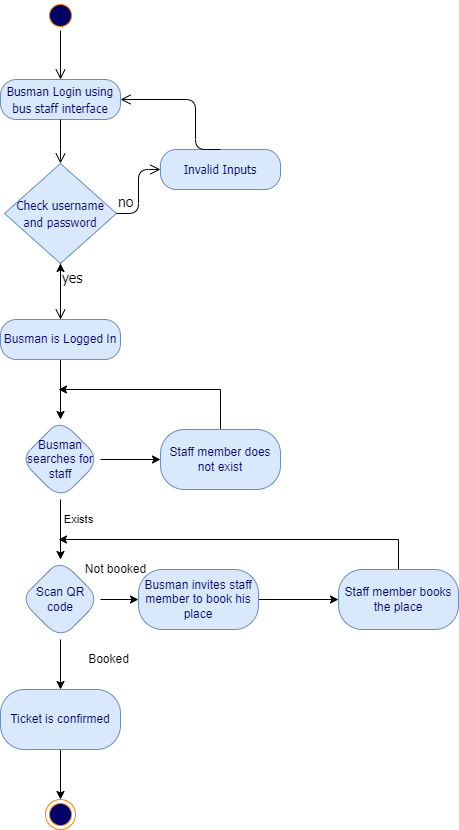 Busman Login using
bus staff interface
Invalid Inputs
Check username
and password
no
yes
Busman is Logged In
Busman
searches for
staff
Staff member does
not exist
Exists
Not booked
Scan QR
code
Busman invites staff
member to book his
place
Staff member books
the place
Booked
Ticket is confirmed